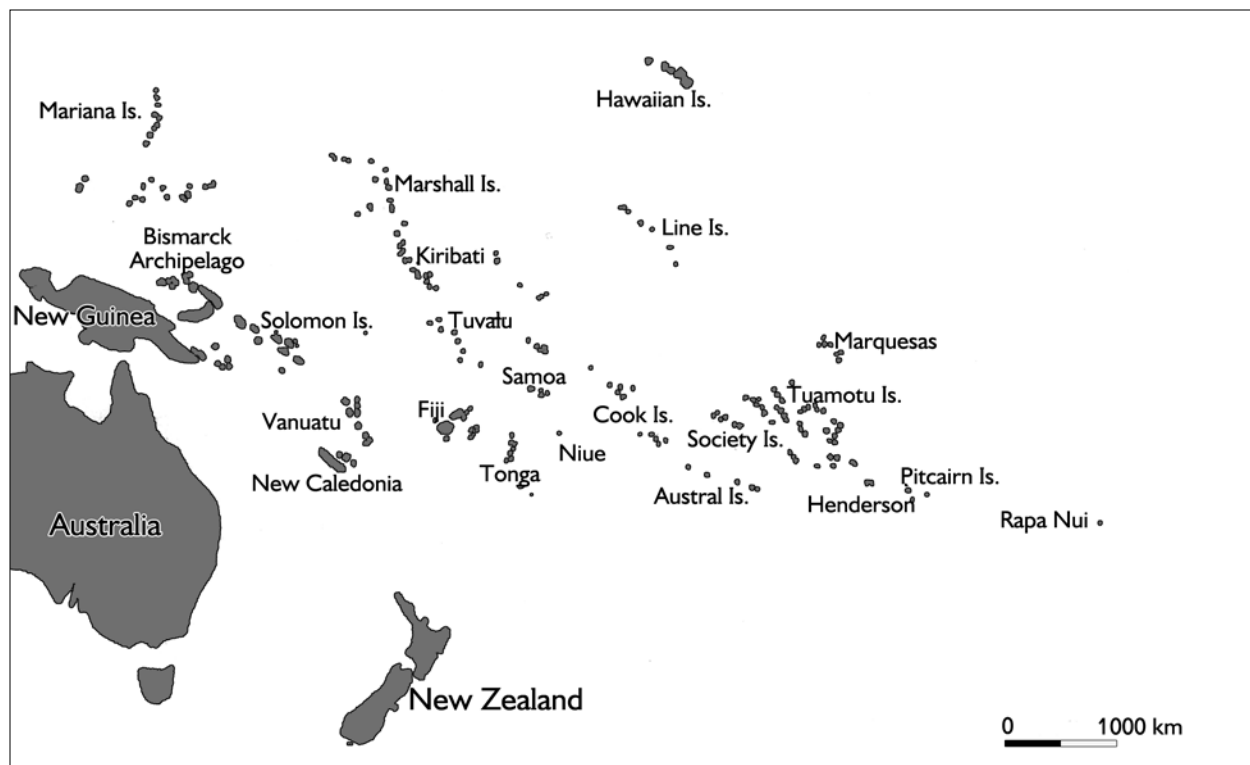 Hawaiian Is.
Mariana Is.
Marshall Is.
Line Is.
Bismarck
Archipelago
Kiribati
New Guinea
Solomon Is.
Tuvatu
Marquesas
Samoa
Tuamotu Is.
Fiji
Cook Is.
Vanuatu
Society Is.
Niue
Tonga
New Caledonia
Pitcairn Is.
Austral Is.
Henderson
Rapa Nui
Australia
New Zealand
0 1000 km